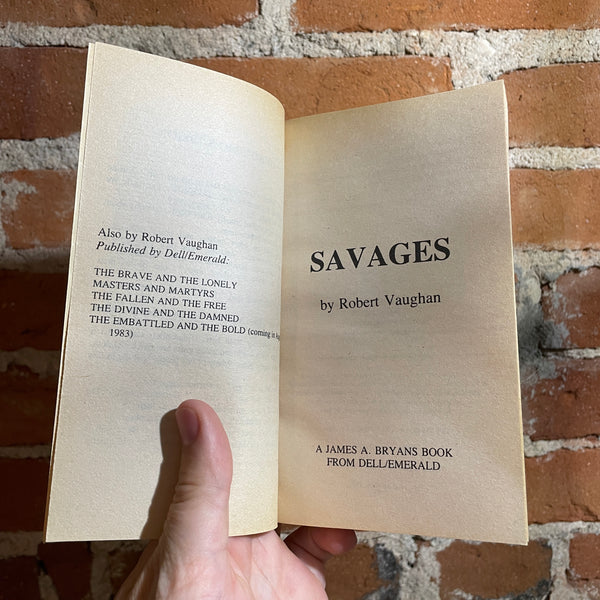 Also by Robert Vaughan
Published by Dell/Emerald:
THE BRAVE AND THE LONELY
MASTERS AND MARTYRS
THE FALLEN AND THE FREE
THE DIVINE AND THE DAMNED
THE EMBATTLED AND THE BOLD (coming in
1983)
SAVAGES
by Robert Vaughan
A JAMES A. BRYANS BOOK
FROM DELL/EMERALD